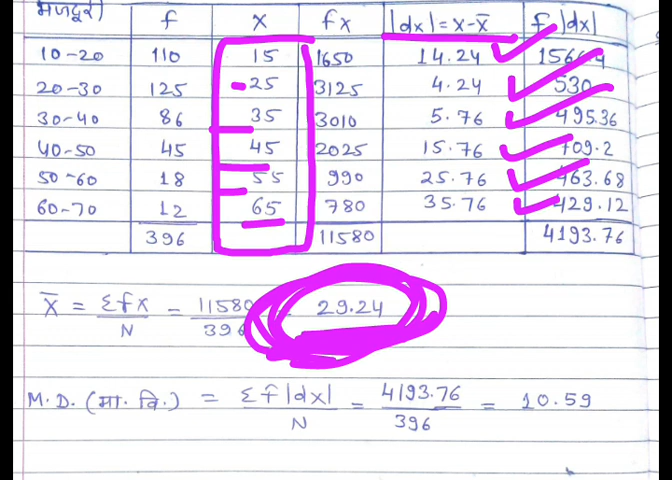 मजदूरी f x fx |dx|=x-x̄ f |dx|
10-20 110 15 1650 14.24
20-30 125 25 3125 4.24 530
30-40 86 35 3010 5.76 495.36
40-50 45 45 2025 15.76 709.2
50-60 18 55 990 25.76 463.68
60-70 12 65 780 35.76 429.12
396 11580 4193.76
x̄ = Σfx/N = 11580/396 29.24
M.D. (मा. वि.) = Σf|dx|/N = 4193.76/396 = 10.59